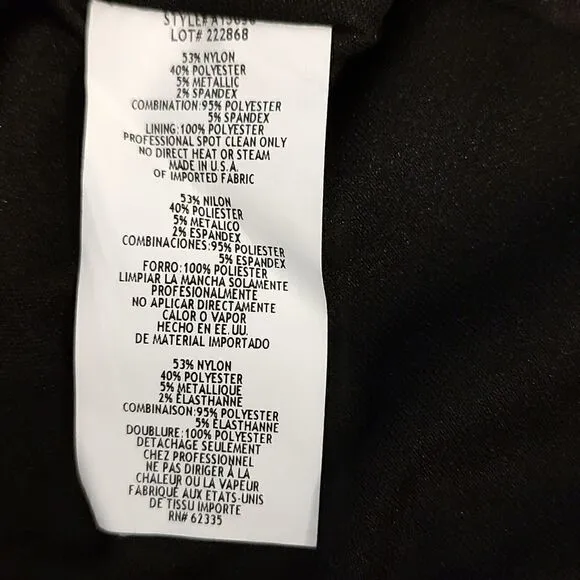 STYLE#
LOT# 222868
53% NYLON
40% POLYESTER
5% METALLIC
2% SPANDEX
COMBINATION:95% POLYESTER
5% SPANDEX
LINING:100% POLYESTER
PROFESSIONAL SPOT CLEAN ONLY
NO DIRECT HEAT OR STEAM
MADE IN U.S.A.
OF IMPORTED FABRIC
53% NILON
40% POLIESTER
5% METALICO
2% ESPANDEX
COMBINACIONES:95% POLIESTER
5% ESPANDEX
FORRO:100% POLIESTER
LIMPIAR LA MANCHA SOLAMENTE
PROFESIONALMENTE
NO APLICAR DIRECTAMENTE
CALOR O VAPOR
HECHO EN EE.UU.
DE MATERIAL IMPORTADO
53% NYLON
40% POLYESTER
5% METALLIQUE
2% ÉLASTHANNE
COMBINAISON:95% POLYESTER
5% ÉLASTHANNE
DOUBLURE:100% POLYESTER
DETACHAGE SEULEMENT
CHEZ PROFESSIONNEL
NE PAS DIRIGER À LA
CHALEUR OU LA VAPEUR
FABRIQUÉ AUX ETATS-UNIS
DE TISSU IMPORTE
RN# 62335